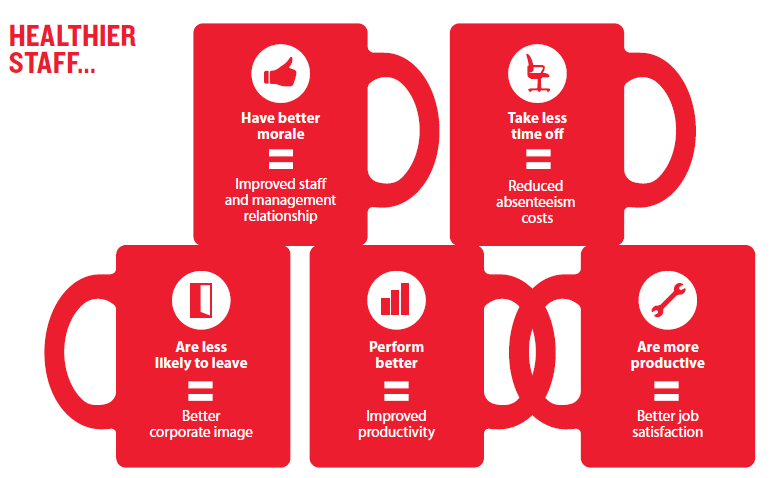 HEALTHIER
STAFF...
Have better
morale
=
Improved staff
and management
relationship
Take less
time off
=
Reduced
absenteeism
costs
Are less
likely to leave
=
Better
corporate image
Perform
better
=
Improved
productivity
Are more
productive
=
Better job
satisfaction